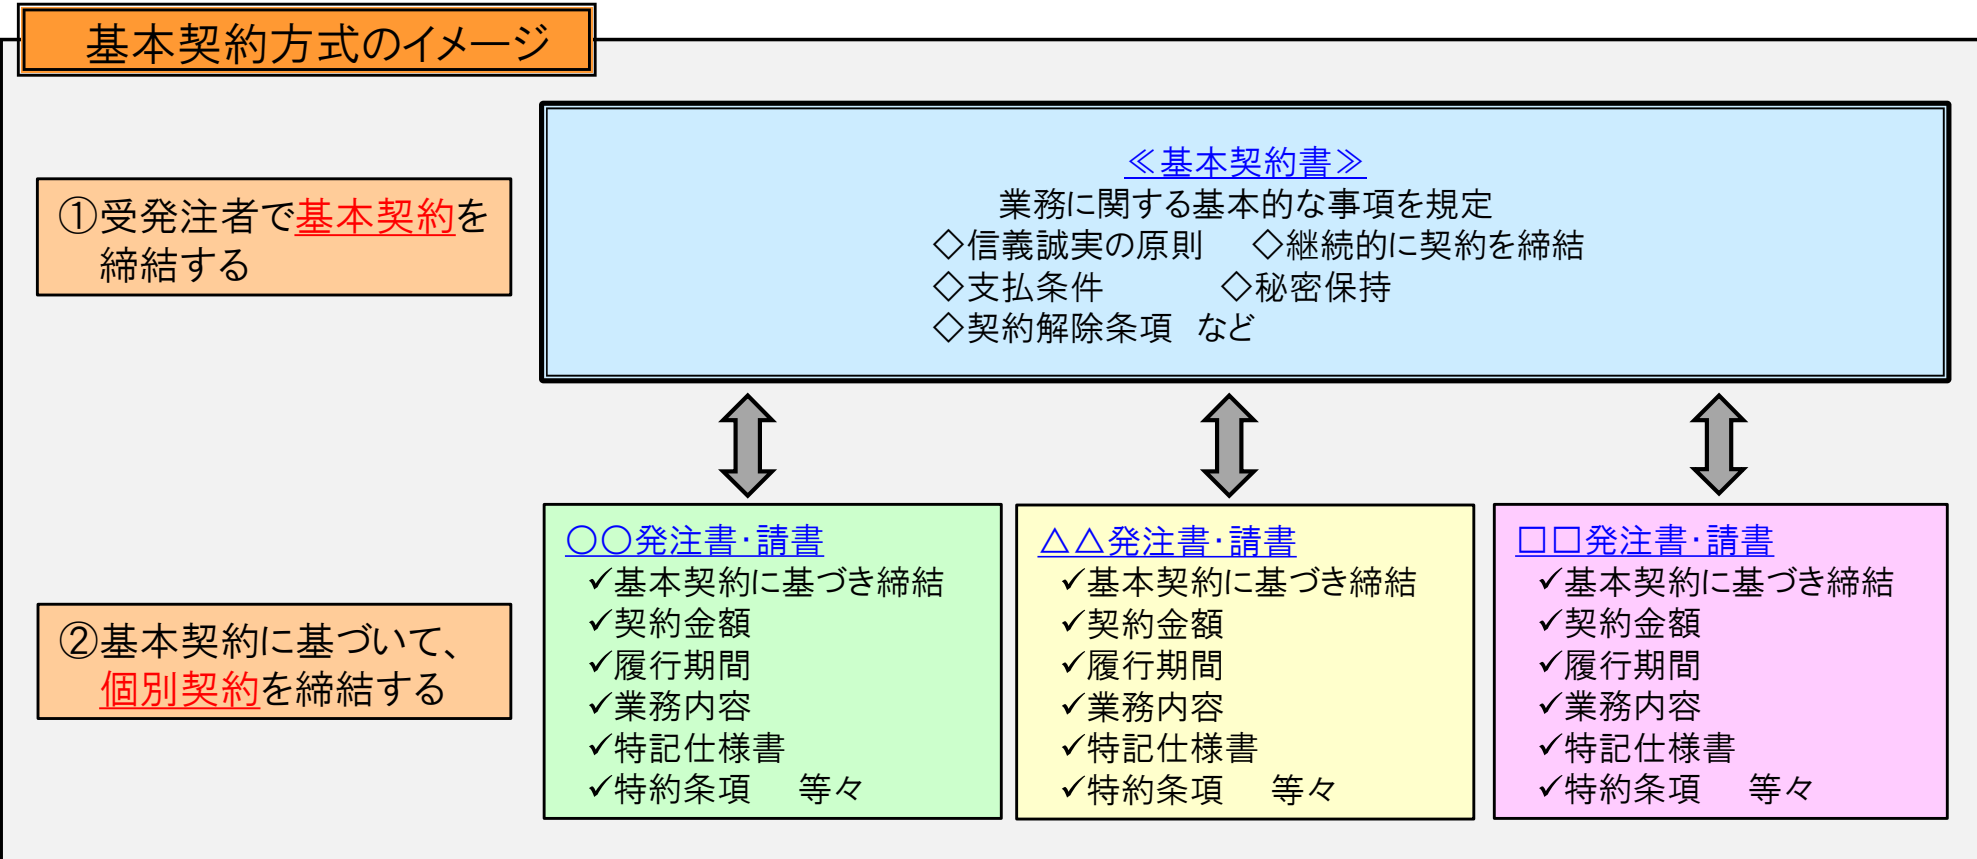 基本契約方式のイメージ
①受発注者で基本契約を
締結する
≪基本契約書≫
業務に関する基本的な事項を規定
◇信義誠実の原則 ◇継続的に契約を締結
◇支払条件 ◇秘密保持
◇契約解除条項 など
②基本契約に基づいて、
個別契約を締結する
○○発注書・請書
✓基本契約に基づき締結
✓契約金額
✓履行期間
✓業務内容
✓特記仕様書
✓特約条項 等々
△△発注書・請書
✓基本契約に基づき締結
✓契約金額
✓履行期間
✓業務内容
✓特記仕様書
✓特約条項 等々
□□発注書・請書
✓基本契約に基づき締結
✓契約金額
✓履行期間
✓業務内容
✓特記仕様書
✓特約条項 等々